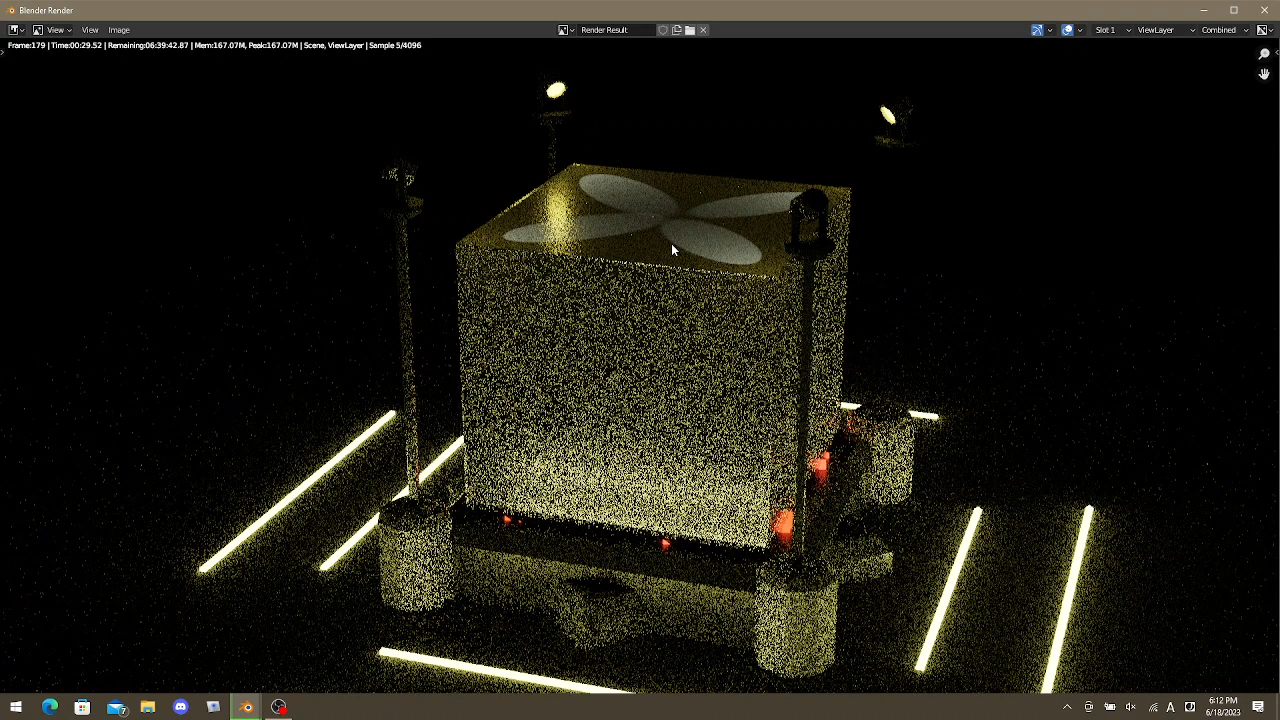 Blender Render
View View Image Render Result Slot 1 ViewLayer Combined
Frame:179 | Time:00:29.52 | Remaining:06:39:42.87 | Mem:167.07M, Peak:167.07M | Scene, ViewLayer | Sample 5/4096
7
A
6:12 PM
6/18/2023